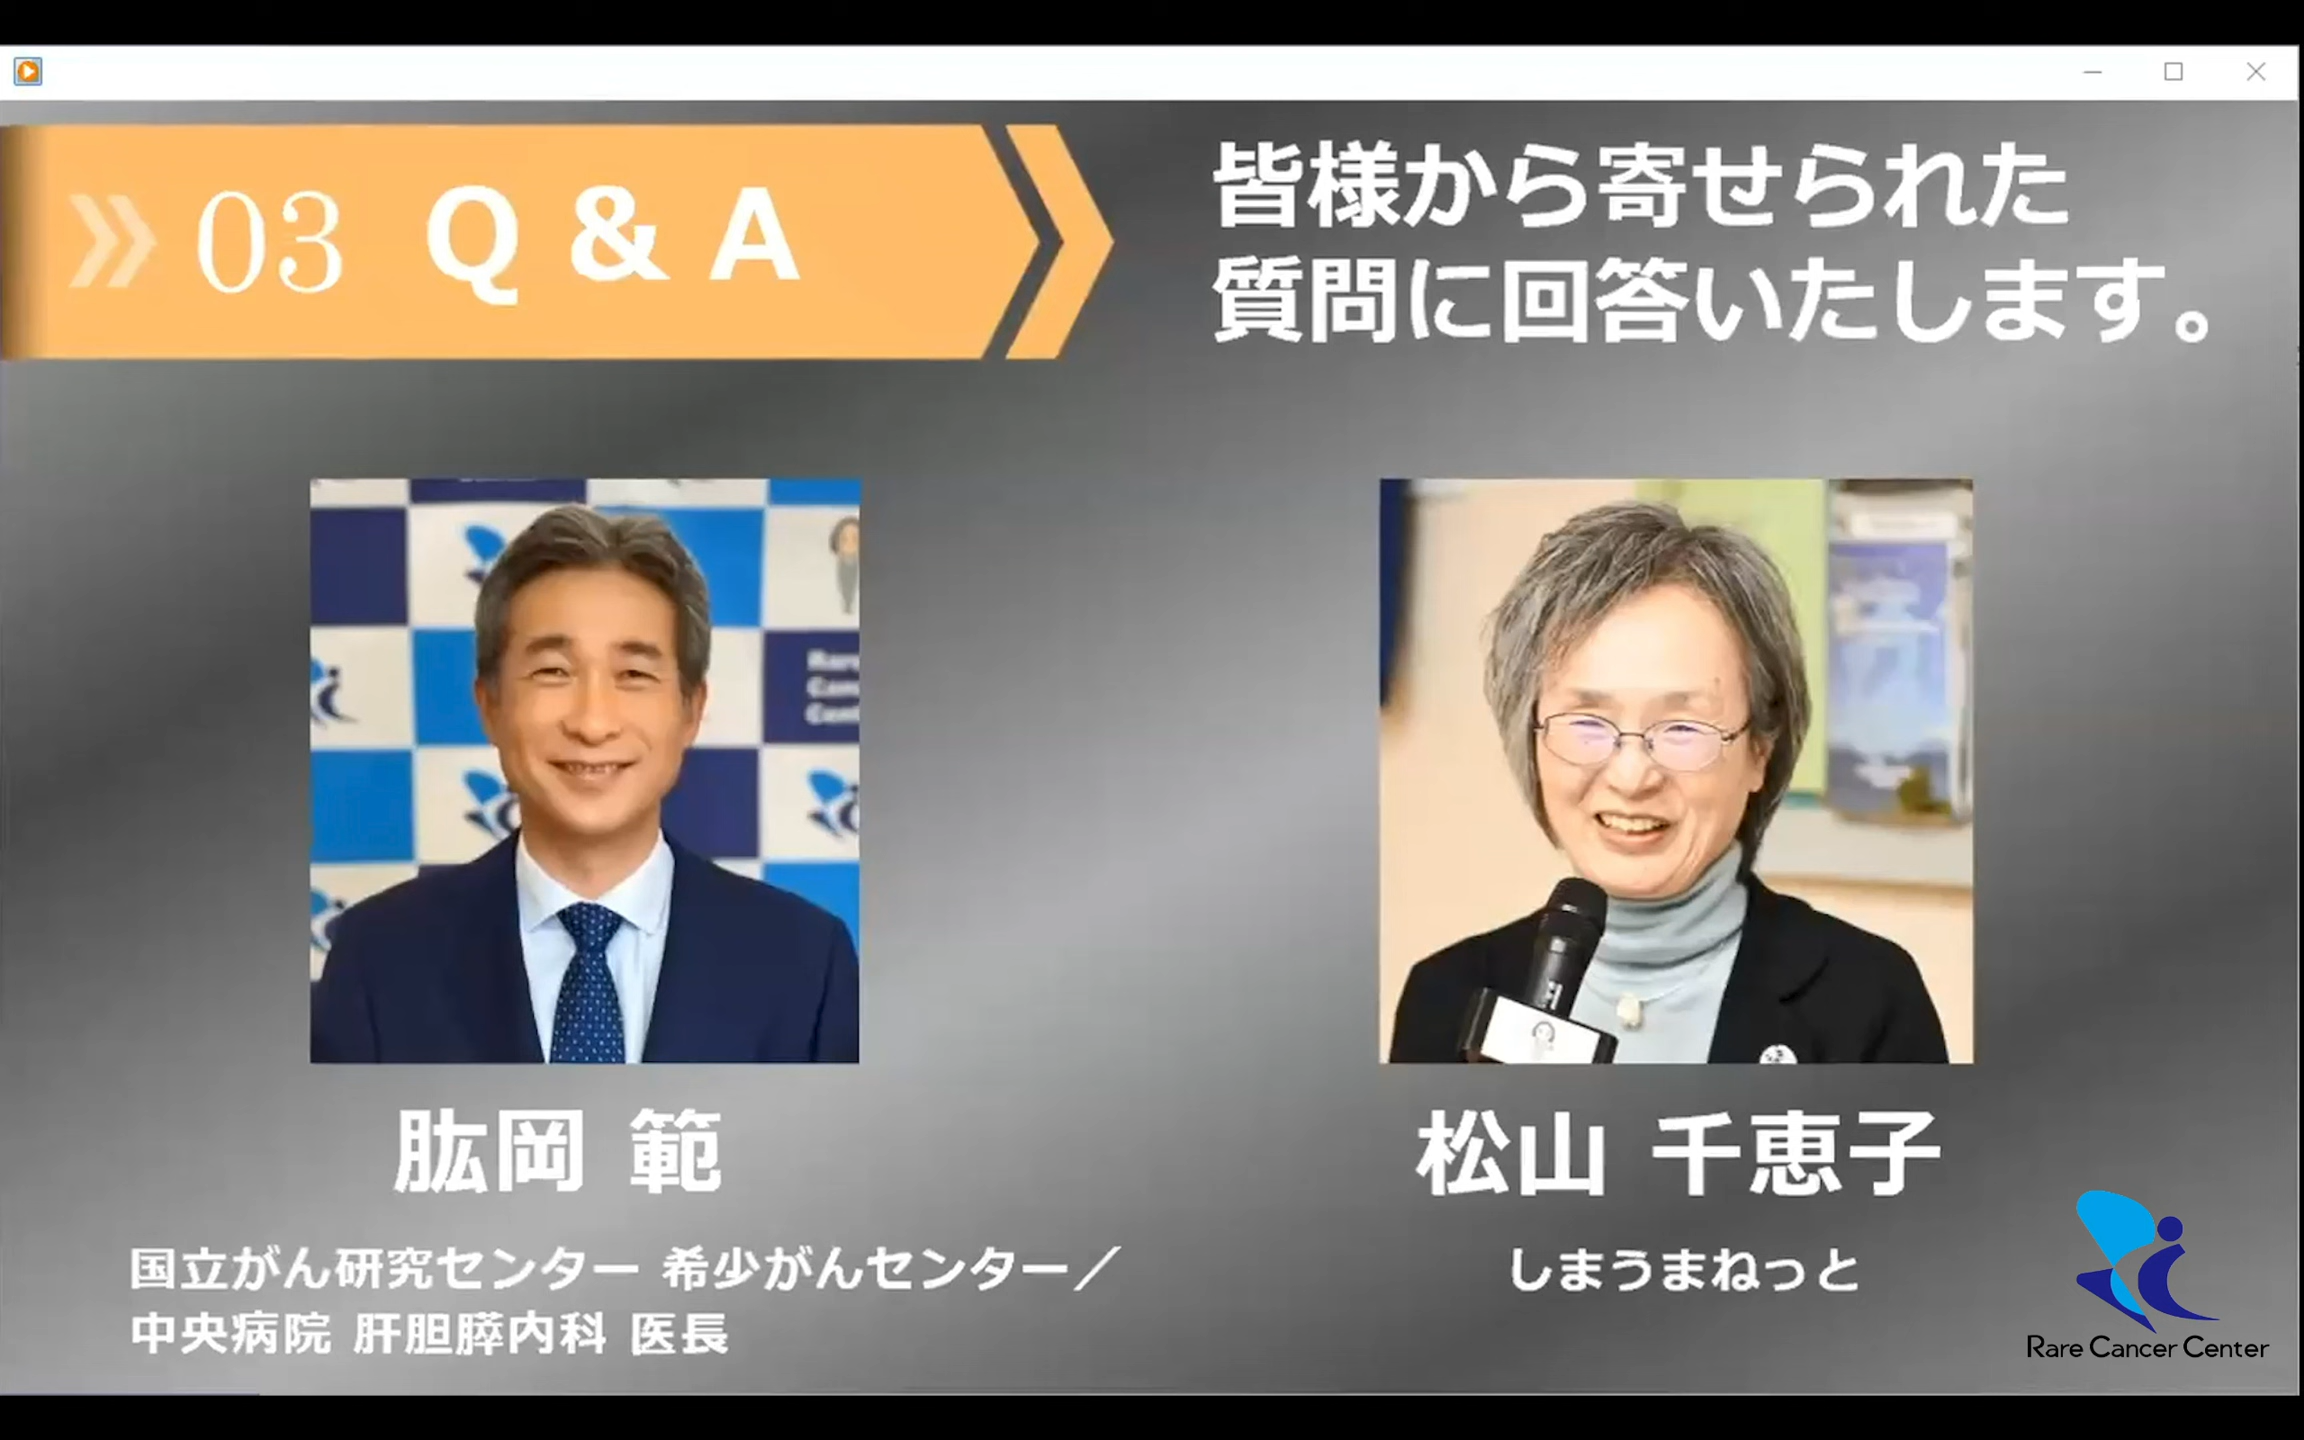 03 Q & A
皆様から寄せられた
質問に回答いたします。
Rare
Can
Cent
肱岡 範
国立がん研究センター 希少がんセンター／
中央病院 肝胆膵内科 医長
松山 千恵子
しまうまねっと
Rare Cancer Center